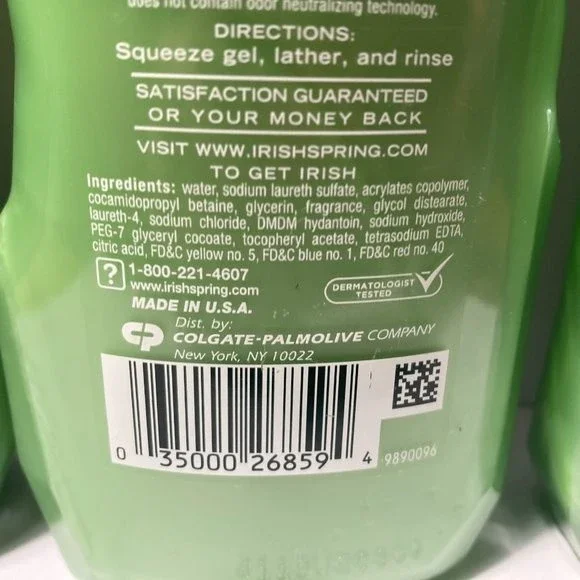 does not contain odor neutralizing technology.
DIRECTIONS:
Squeeze gel, lather, and rinse
SATISFACTION GUARANTEED
OR YOUR MONEY BACK
VISIT WWW.IRISHSPRING.COM
TO GET IRISH
Ingredients: water, sodium laureth sulfate, acrylates copolymer,
cocamidopropyl betaine, glycerin, fragrance, glycol distearate,
laureth-4, sodium chloride, DMDM hydantoin, sodium hydroxide,
PEG-7 glyceryl cocoate, tocopheryl acetate, tetrasodium EDTA,
citric acid, FD&C yellow no. 5, FD&C blue no. 1, FD&C red no. 40
? 1-800-221-4607
www.irishspring.com
DERMATOLOGIST
TESTED
MADE IN U.S.A.
Dist. by:
CP COLGATE-PALMOLIVE COMPANY
New York, NY 10022
0 35000 26859 4
9890096